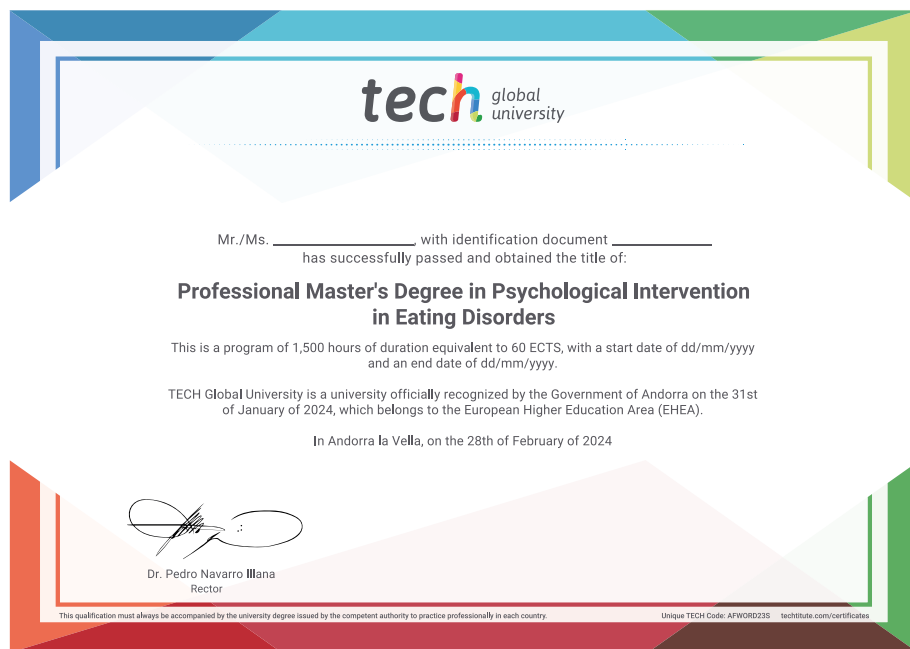 tech global
university
Mr./Ms. ____________, with identification document ____________
has successfully passed and obtained the title of:
Professional Master's Degree in Psychological Intervention
in Eating Disorders
This is a program of 1,500 hours of duration equivalent to 60 ECTS, with a start date of dd/mm/yyyy
and an end date of dd/mm/yyyy.
TECH Global University is a university officially recognized by the Government of Andorra on the 31st
of January of 2024, which belongs to the European Higher Education Area (EHEA).
In Andorra la Vella, on the 28th of February of 2024
Dr. Pedro Navarro Illana
Rector
This qualification must always be accompanied by the university degree issued by the competent authority to practice professionally in each country.
Unique TECH Code: AFWORD23S techtitute.com/certificates